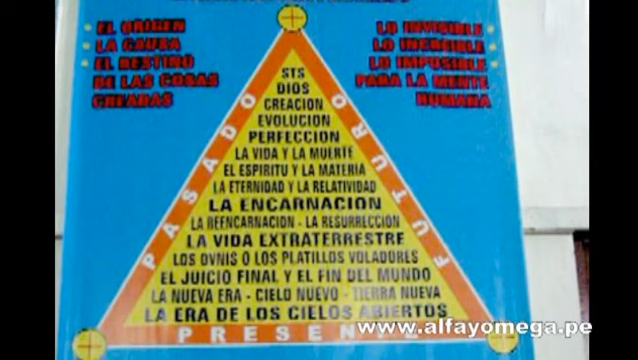 EL ORIGEN
LA CAUSA
EL DESTINO
DE LAS COSAS
CREADAS
LO INVISIBLE
LO INCREIBLE
LO IMPOSIBLE
PARA LA MENTE
HUMANA
PASADO
FUTURO
STS
DIOS
CREACION
EVOLUCION
PERFECCION
LA VIDA Y LA MUERTE
EL ESPIRITU Y LA MATERIA
LA ETERNIDAD Y LA RELATIVIDAD
LA ENCARNACION
LA REENCARNACION - LA RESURRECCION
LA VIDA EXTRATERRESTRE
LOS OVNIS O LOS PLATILLOS VOLADORES
EL JUICIO FINAL Y EL FIN DEL MUNDO
LA NUEVA ERA - CIELO NUEVO - TIERRA NUEVA
LA ERA DE LOS CIELOS ABIERTOS
PRESENTE
www.alfayomega.pe